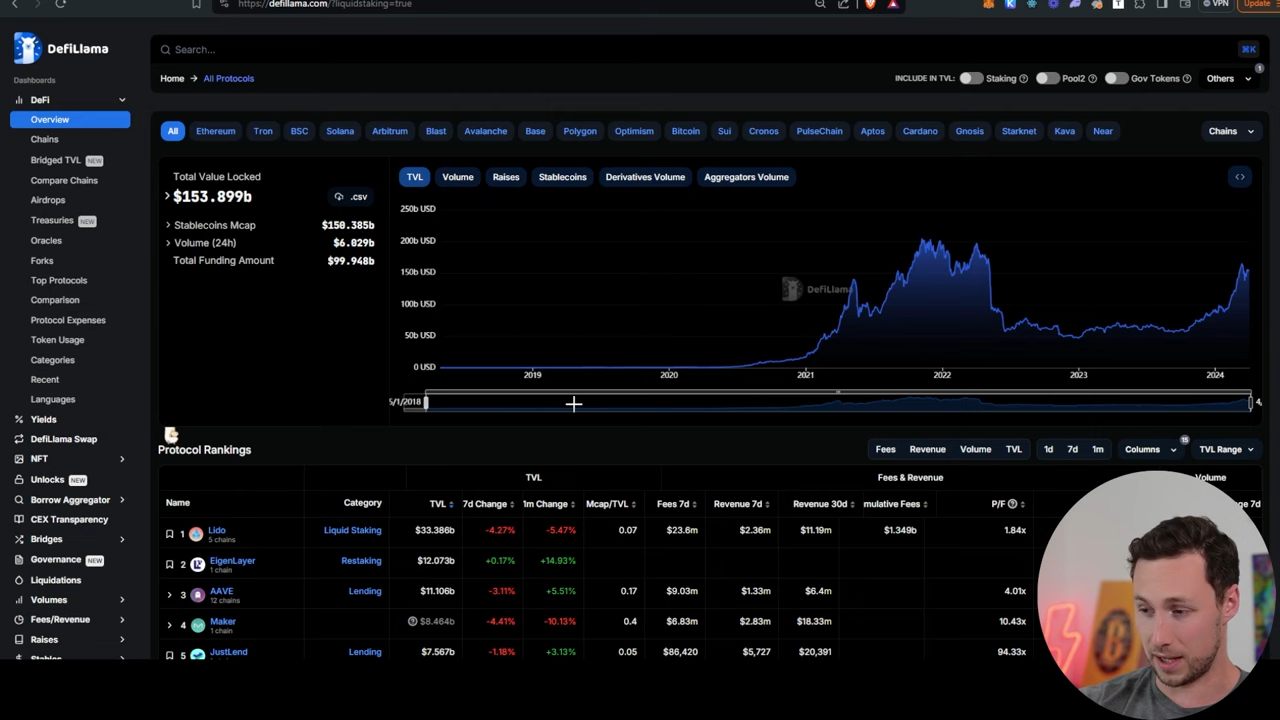 https://defillama.com/?liquidstaking=true
VPN
Update
DefiLlama
Search...
⌘K
Dashboards
Home → All Protocols
INCLUDE IN TVL: Staking Pool2 Gov Tokens Others 1
DeFi
Overview
Chains
Bridged TVL NEW
Compare Chains
Airdrops
Treasuries NEW
Oracles
Forks
Top Protocols
Comparison
Protocol Expenses
Token Usage
Categories
Recent
Languages
Yields
DefiLlama Swap
NFT
Unlocks NEW
Borrow Aggregator
CEX Transparency
Bridges
Governance NEW
Liquidations
Volumes
Fees/Revenue
Raises
All Ethereum Tron BSC Solana Arbitrum Blast Avalanche Base Polygon Optimism Bitcoin Sui Cronos PulseChain Aptos Cardano Gnosis Starknet Kava Near Chains
Total Value Locked
$153.899b .csv
Stablecoins Mcap $150.385b
Volume (24h) $6.029b
Total Funding Amount $99.948b
TVL Volume Raises Stablecoins Derivatives Volume Aggregators Volume
250b USD
200b USD
150b USD
100b USD
50b USD
0 USD
DefiLlama
2019 2020 2021 2022 2023 2024
5/1/2018 4,
Protocol Rankings
Fees Revenue Volume TVL 1d 7d 1m Columns 15 TVL Range
TVL Fees & Revenue Volume
Name Category TVL 7d Change 1m Change Mcap/TVL Fees 7d Revenue 7d Revenue 30d mulative Fees P/F nge 7d
1 Lido Liquid Staking $33.386b -4.27% -5.47% 0.07 $23.6m $2.36m $11.19m $1.349b 1.84x
5 chains
2 EigenLayer Restaking $12.073b +0.17% +14.93%
1 chain
3 AAVE Lending $11.106b -3.11% +5.51% 0.17 $9.03m $1.33m $6.4m 4.01x
12 chains
4 Maker $8.464b -4.41% -10.13% 0.4 $6.83m $2.83m $18.33m 10.43x
1 chain
5 JustLend Lending $7.567b -1.18% +3.13% 0.05 $86,420 $5,727 $20,391 94.33x